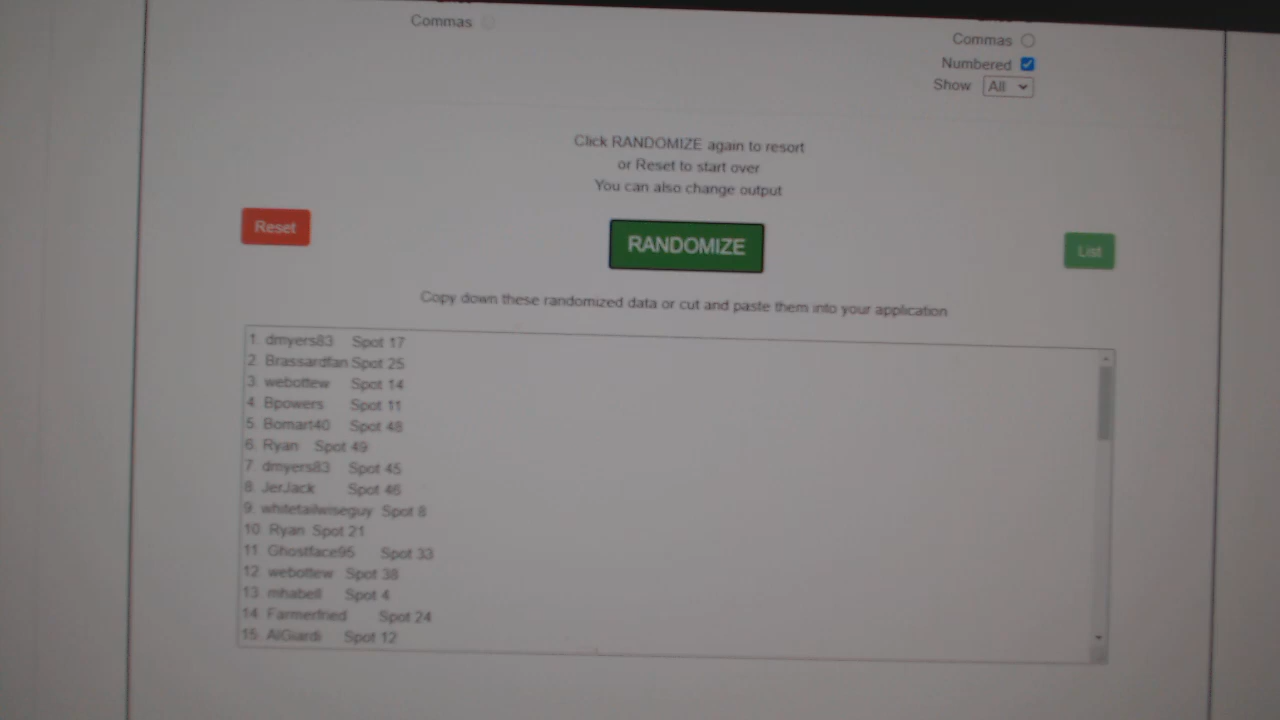 Commas
Commas
Numbered
Show All
Click RANDOMIZE again to resort
or Reset to start over
You can also change output
Reset
RANDOMIZE
List
Copy down these randomized data or cut and paste them into your application
1. dmyers83 Spot 17
2. Brassardfan Spot 25
3. webottew Spot 14
4. Bpowers Spot 11
5. Bomart40 Spot 48
6. Ryan Spot 49
7. dmyers83 Spot 45
8. JerJack Spot 46
9. whitetailwiseguy Spot 8
10. Ryan Spot 21
11. Ghostface95 Spot 33
12. webottew Spot 38
13. mhabell Spot 4
14. Farmerfried Spot 24
15. AlGiardi Spot 12